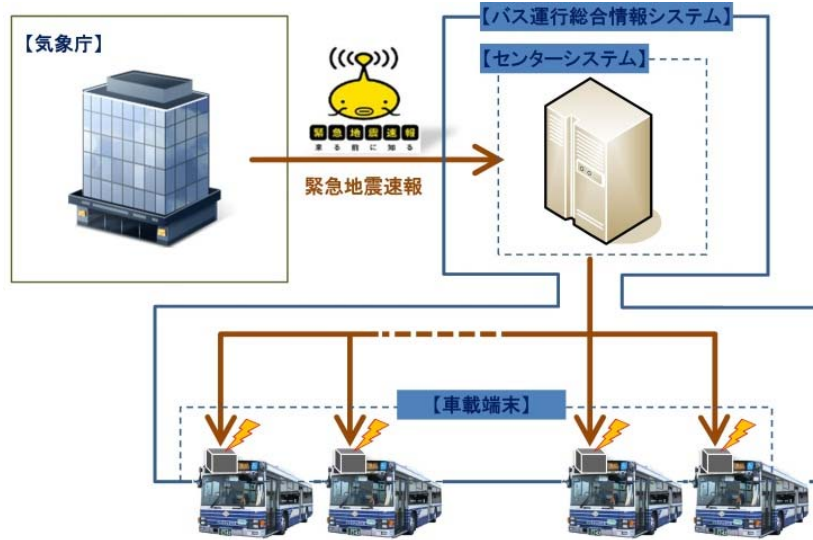 【バス運行総合情報システム】
【気象庁】
【センターシステム】
緊急地震速報
来る前に知る
緊急地震速報
【車載端末】